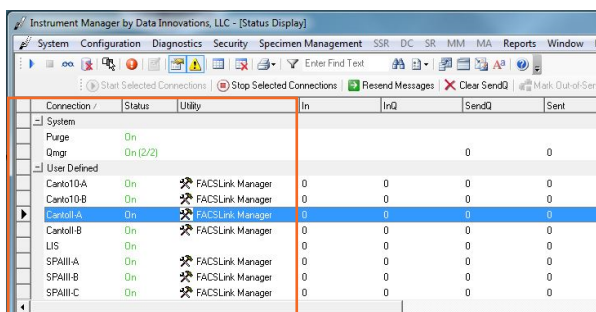 Instrument Manager by Data Innovations, LLC - [Status Display]
System Configuration Diagnostics Security Specimen Management SSR DC SR MM MA Reports Window
Enter Find Text
Start Selected Connections Stop Selected Connections Resend Messages Clear SendQ Mark Out-of-Ser
Connection / Status Utility In InQ SendQ Sent
System
Purge On
Qmgr On (2/2) 0 0
User Defined
Canto10-A On FACSLink Manager 0 0 0 0
Canto10-B On FACSLink Manager 0 0 0 0
CantoII-A On FACSLink Manager 0 0 0 0
CantoII-B On FACSLink Manager 0 0 0 0
LIS On 0 0 0 0
SPAIII-A On FACSLink Manager 0 0 0 0
SPAIII-B On FACSLink Manager 0 0 0 0
SPAIII-C On FACSLink Manager 0 0 0 0